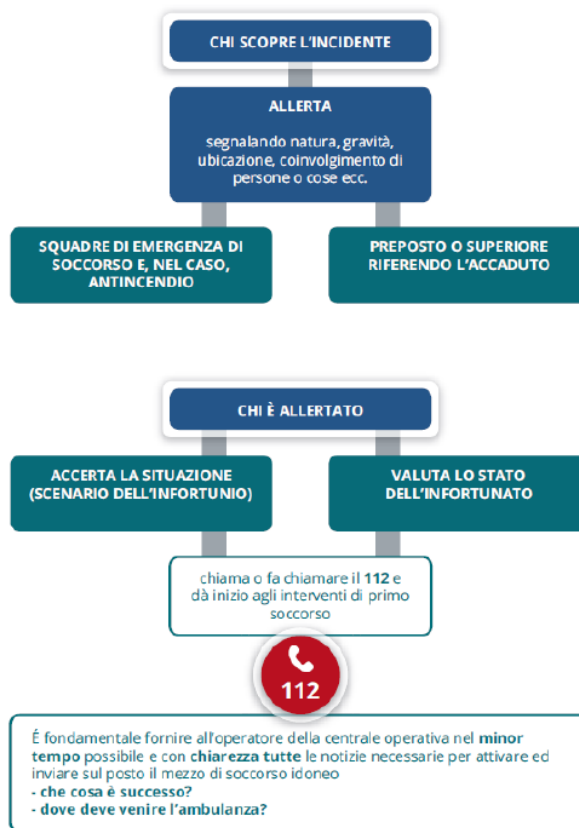 CHI SCOPRE L'INCIDENTE
ALLERTA
segnalando natura, gravità,
ubicazione, coinvolgimento di
persone o cose ecc.
SQUADRE DI EMERGENZA DI
SOCCORSO E, NEL CASO,
ANTINCENDIO
PREPOSTO O SUPERIORE
RIFERENDO L'ACCADUTO
CHI È ALLERTATO
ACCERTA LA SITUAZIONE
(SCENARIO DELL'INFORTUNIO)
VALUTA LO STATO
DELL'INFORTUNATO
chiama o fa chiamare il 112 e
dà inizio agli interventi di primo
soccorso
112
É fondamentale fornire all'operatore della centrale operativa nel minor
tempo possibile e con chiarezza tutte le notizie necessarie per attivare ed
inviare sul posto il mezzo di soccorso idoneo
- che cosa è successo?
- dove deve venire l'ambulanza?